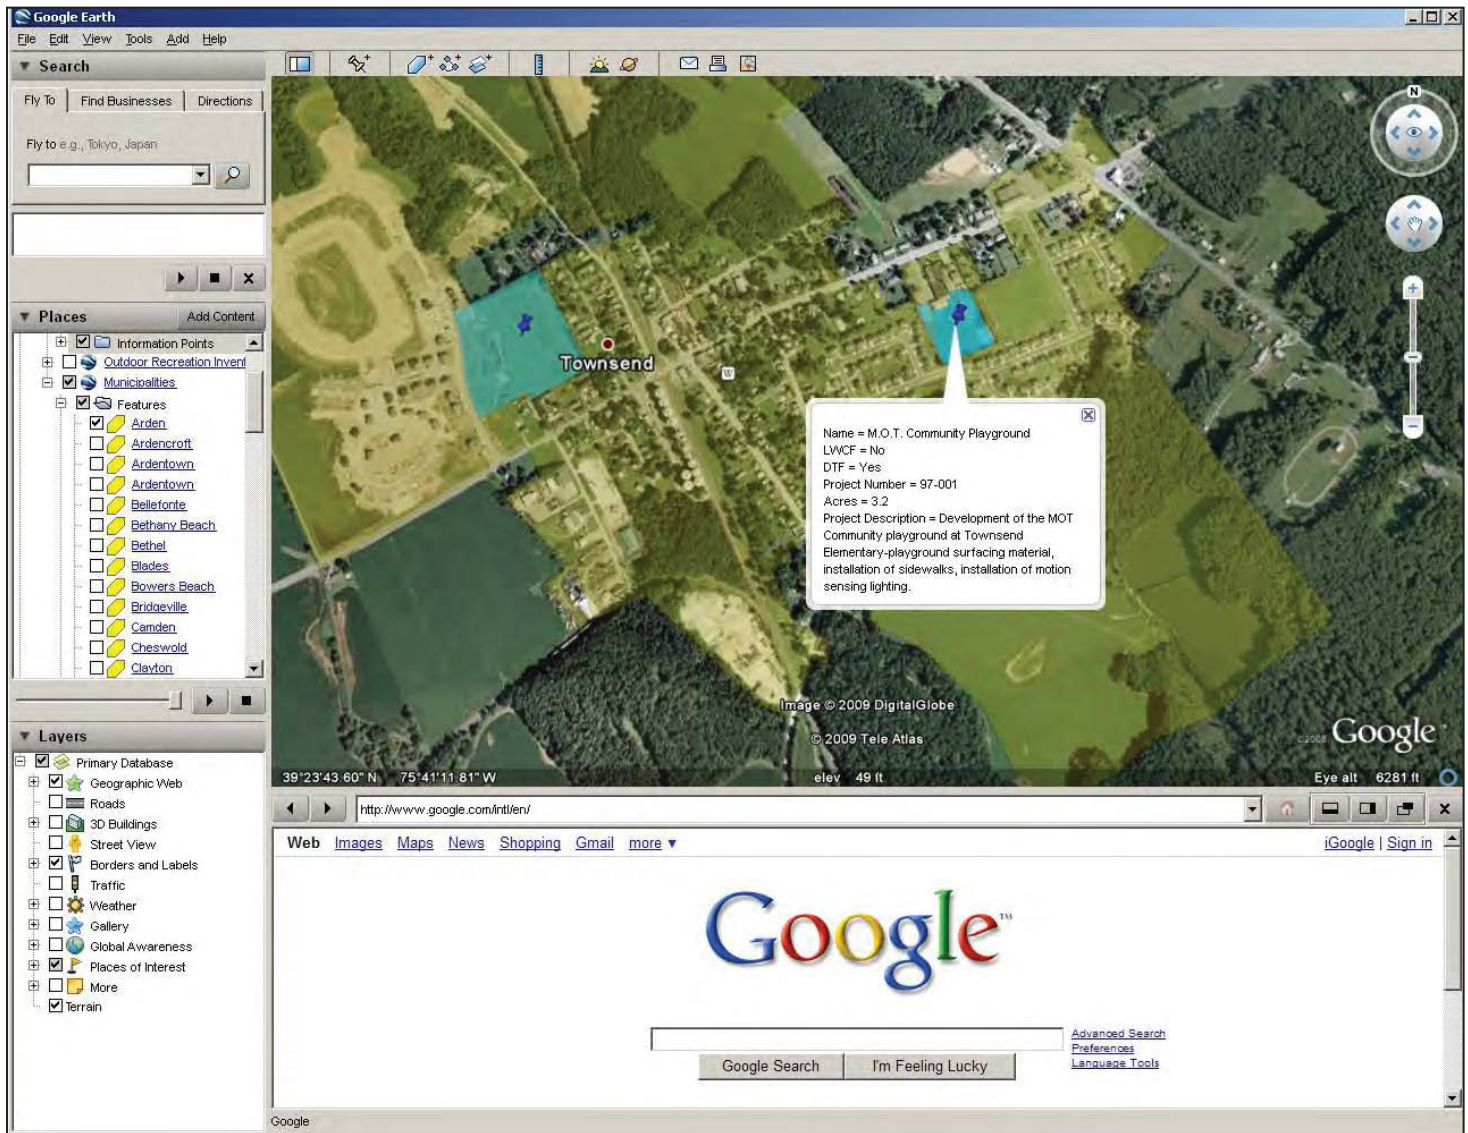 Google Earth
File Edit View Tools Add Help
Search
Fly To Find Businesses Directions
Fly to e.g., Tokyo, Japan
Places Add Content
Information Points
Outdoor Recreation Invent
Municipalities
Features
Arden
Ardencroft
Ardentown
Ardentown
Bellefonte
Bethany Beach
Bethel
Blades
Bowers Beach
Bridgeville
Camden
Cheswold
Clayton
Layers
Primary Database
Geographic Web
Roads
3D Buildings
Street View
Borders and Labels
Traffic
Weather
Gallery
Global Awareness
Places of Interest
More
Terrain
N
Townsend
W
Name = M.O.T. Community Playground
LWCF = No
DTF = Yes
Project Number = 97-001
Acres = 3.2
Project Description = Development of the MOT
Community playground at Townsend
Elementary-playground surfacing material,
installation of sidewalks, installation of motion
sensing lighting.
Image © 2009 DigitalGlobe
© 2009 Tele Atlas
©2008 Google™
39°23'43.60" N 75°41'11.81" W elev 49 ft Eye alt 6281 ft
http://www.google.com/intl/en/
Web Images Maps News Shopping Gmail more ▼ iGoogle | Sign in
Google™
Advanced Search
Preferences
Language Tools
Google Search I'm Feeling Lucky
Google